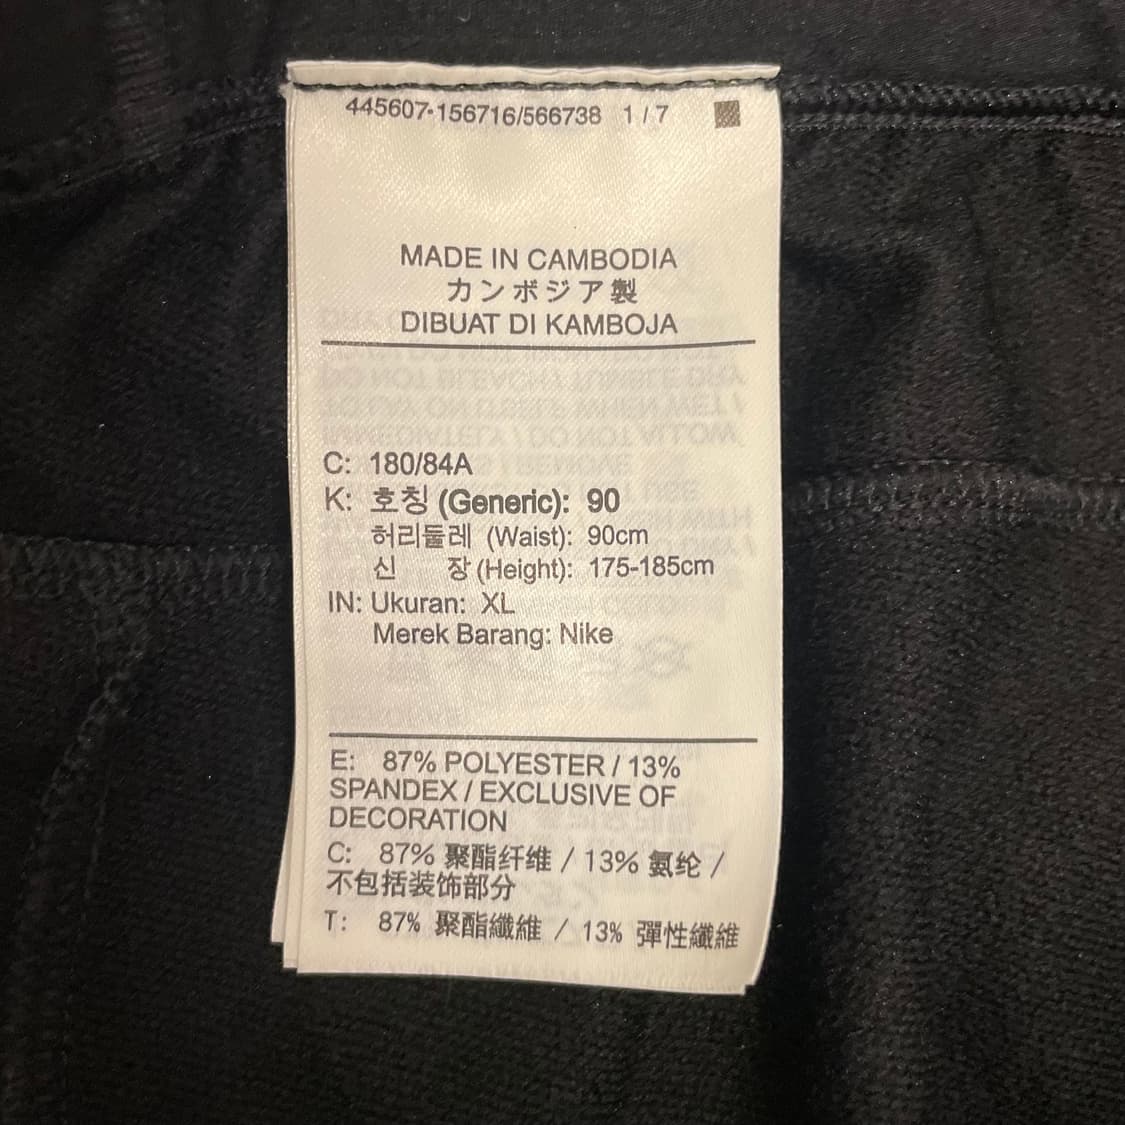 445607-156716/566738 1 / 7
MADE IN CAMBODIA
カンボジア製
DIBUAT DI KAMBOJA
C: 180/84A
K: 호칭 (Generic): 90
허리둘레 (Waist): 90cm
신 장 (Height): 175-185cm
IN: Ukuran: XL
Merek Barang: Nike
E: 87% POLYESTER / 13%
SPANDEX / EXCLUSIVE OF
DECORATION
C: 87% 聚酯纤维 / 13% 氨纶 /
不包括装饰部分
T: 87% 聚酯纖維 / 13% 彈性纖維